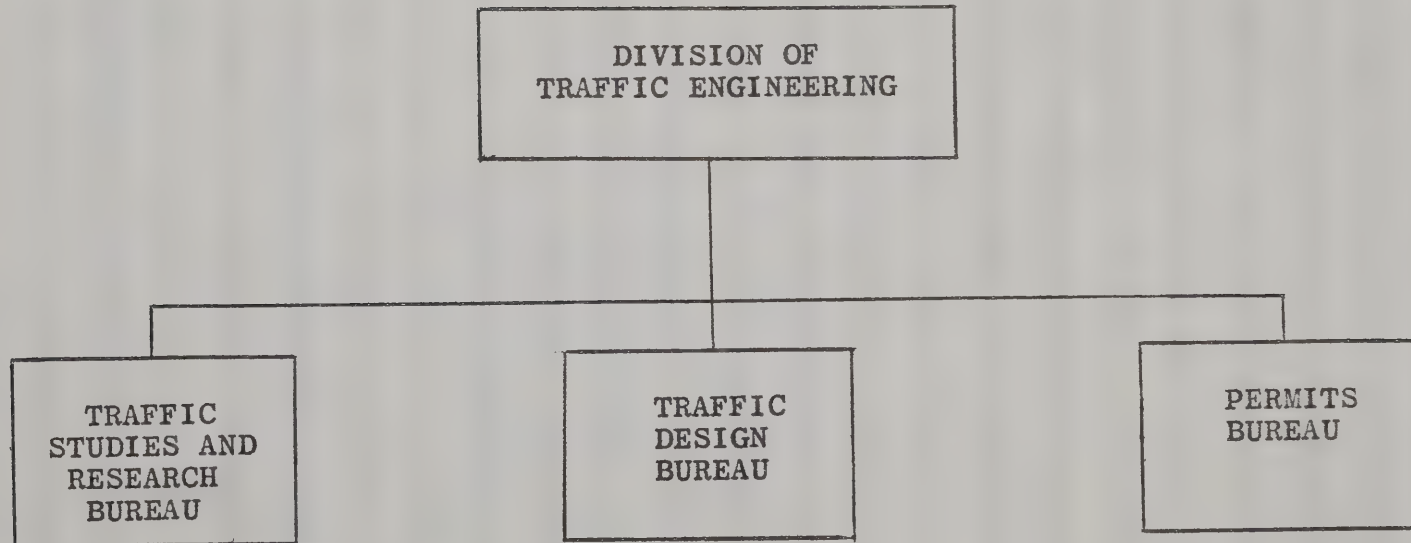 DIVISION OF
TRAFFIC ENGINEERING
TRAFFIC
STUDIES AND
RESEARCH
BUREAU
TRAFFIC
DESIGN
BUREAU
PERMITS
BUREAU